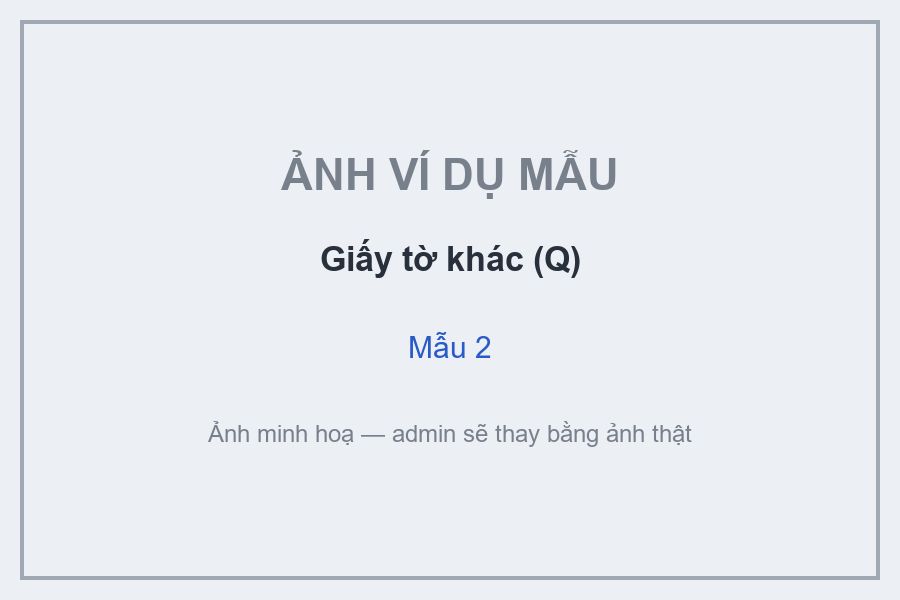 ẢNH VÍ DỤ MẪU
Giấy tờ khác (Q)
Mẫu 2
Ảnh minh hoạ — admin sẽ thay bằng ảnh thật